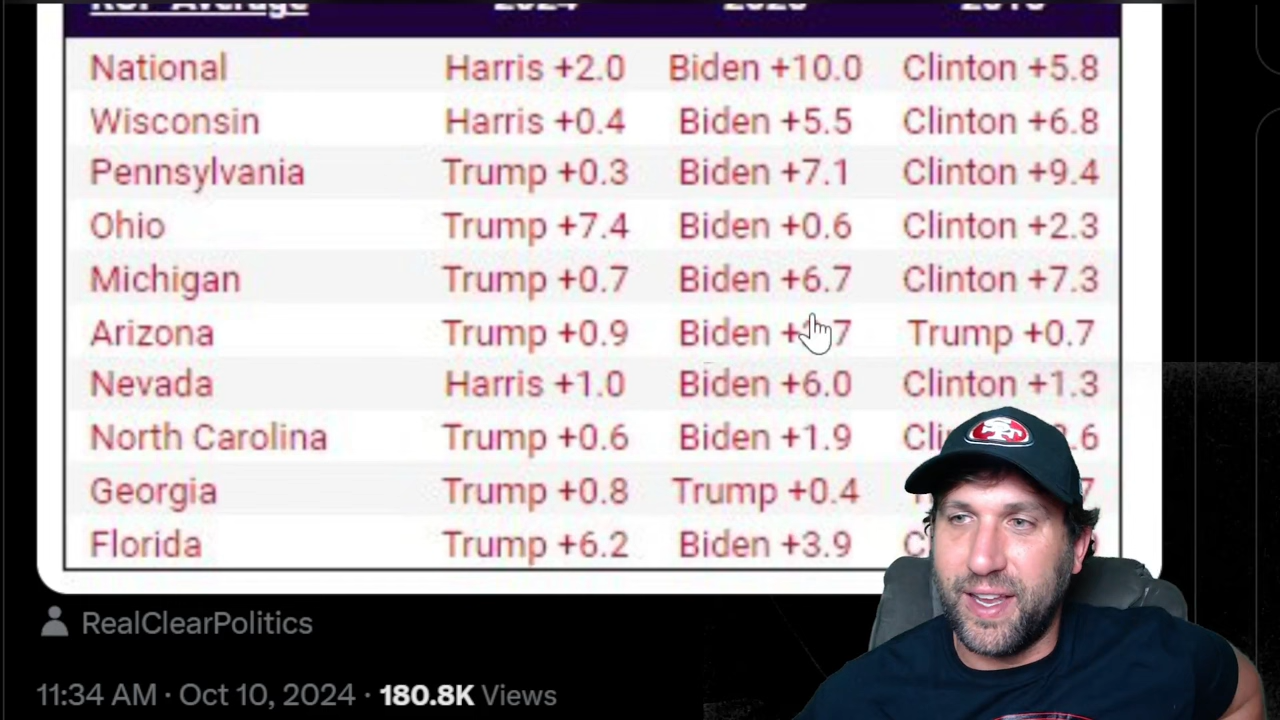 RCP Average 2024 2020 2016
National Harris +2.0 Biden +10.0 Clinton +5.8
Wisconsin Harris +0.4 Biden +5.5 Clinton +6.8
Pennsylvania Trump +0.3 Biden +7.1 Clinton +9.4
Ohio Trump +7.4 Biden +0.6 Clinton +2.3
Michigan Trump +0.7 Biden +6.7 Clinton +7.3
Arizona Trump +0.9 Biden Trump +0.7
Nevada Harris +1.0 Biden +6.0 Clinton +1.3
North Carolina Trump +0.6 Biden +1.9
Georgia Trump +0.8 Trump +0.4
Florida Trump +6.2 Biden +3.9
RealClearPolitics
11:34 AM · Oct 10, 2024 · 180.8K Views